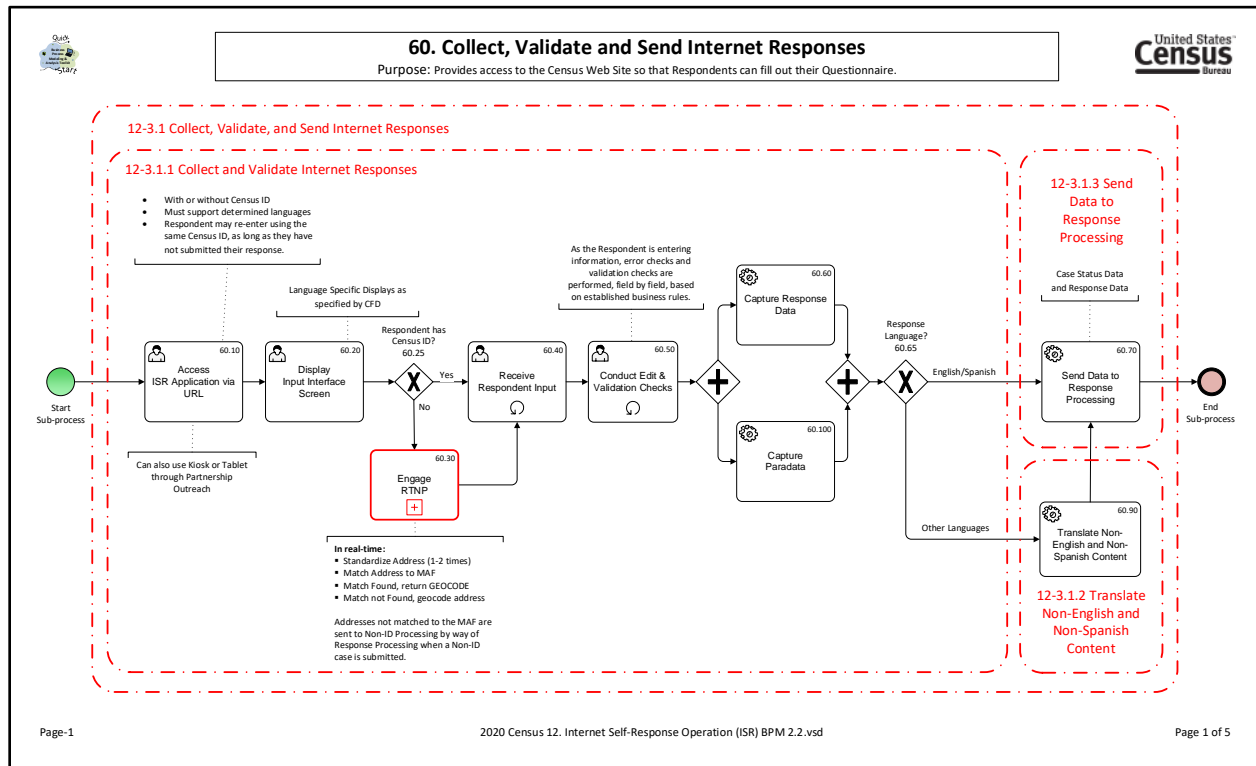 Quick
Start
60. Collect, Validate and Send Internet Responses
Purpose: Provides access to the Census Web Site so that Respondents can fill out their Questionnaire.
United States™
Census
Bureau
12-3.1 Collect, Validate, and Send Internet Responses
12-3.1.1 Collect and Validate Internet Responses
• With or without Census ID
• Must support determined languages
• Respondent may re-enter using the
same Census ID, as long as they have
not submitted their response.
Language Specific Displays as
specified by CFD
As the Respondent is entering
information, error checks and
validation checks are
performed, field by field, based
on established business rules.
12-3.1.3 Send
Data to
Response
Processing
Case Status Data
and Response Data
Start
Sub-process
60.10
Access
ISR Application via
URL
Can also use Kiosk or Tablet
through Partnership
Outreach
60.20
Display
Input Interface
Screen
Respondent has
Census ID?
60.25
Yes
No
60.30
Engage
RTNP
In real-time:
▪ Standardize Address (1-2 times)
▪ Match Address to MAF
▪ Match Found, return GEOCODE
▪ Match not Found, geocode address
Addresses not matched to the MAF are
sent to Non-ID Processing by way of
Response Processing when a Non-ID
case is submitted.
60.40
Receive
Respondent Input
60.50
Conduct Edit &
Validation Checks
60.60
Capture Response
Data
60.100
Capture
Paradata
Response
Language?
60.65
English/Spanish
Other Languages
60.70
Send Data to
Response
Processing
End
Sub-process
60.90
Translate Non-
English and Non-
Spanish Content
12-3.1.2 Translate
Non-English and
Non-Spanish
Content
Page-1
2020 Census 12. Internet Self-Response Operation (ISR) BPM 2.2.vsd
Page 1 of 5